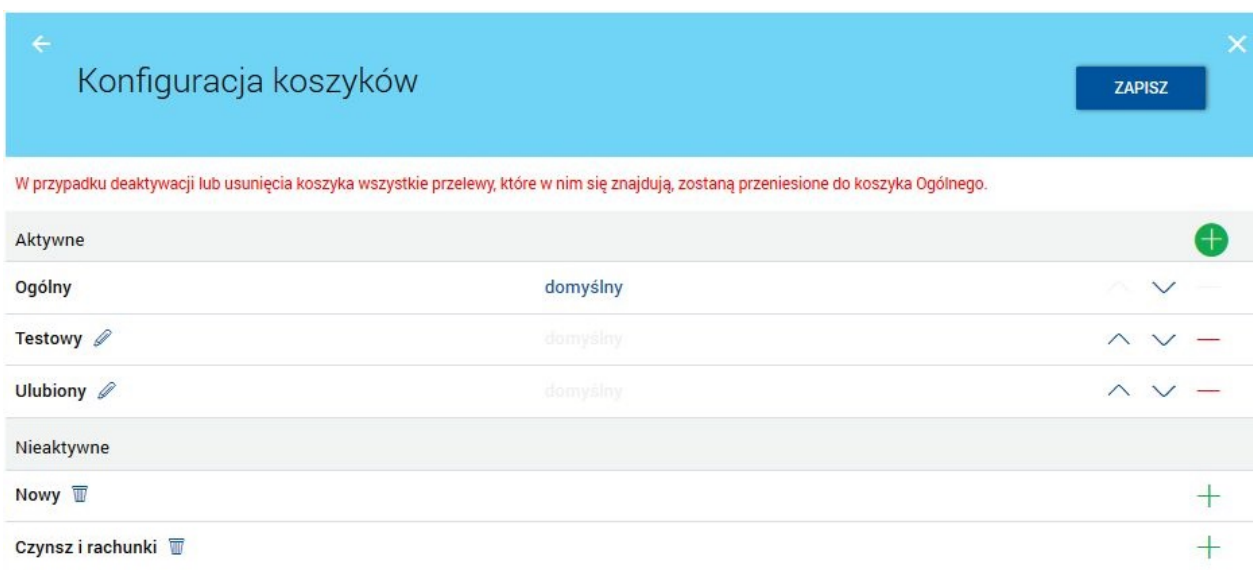 Konfiguracja koszyków
ZAPISZ
W przypadku deaktywacji lub usunięcia koszyka wszystkie przelewy, które w nim się znajdują, zostaną przeniesione do koszyka Ogólnego.
Aktywne
Ogólny domyślny
Testowy domyślny
Ulubiony domyślny
Nieaktywne
Nowy
Czynsz i rachunki